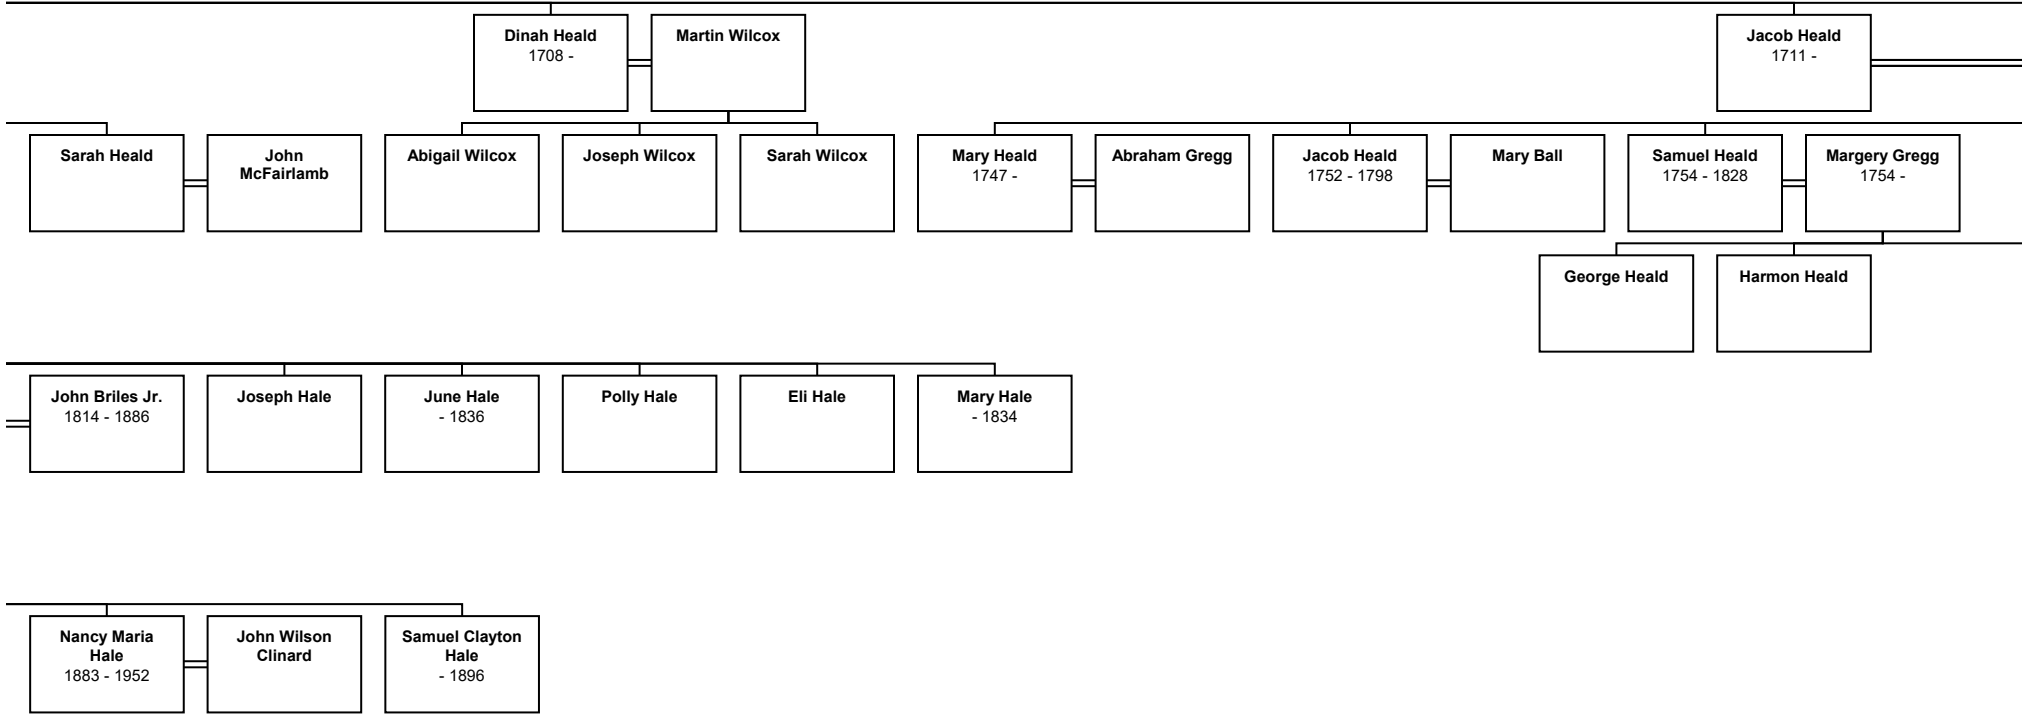 Dinah Heald
1708 -
Martin Wilcox
Jacob Heald
1711 -
Sarah Heald
John
McFairlamb
Abigail Wilcox
Joseph Wilcox
Sarah Wilcox
Mary Heald
1747 -
Abraham Gregg
Jacob Heald
1752 - 1798
Mary Ball
Samuel Heald
1754 - 1828
Margery Gregg
1754 -
George Heald
Harmon Heald
John Briles Jr.
1814 - 1886
Joseph Hale
June Hale
- 1836
Polly Hale
Eli Hale
Mary Hale
- 1834
Nancy Maria
Hale
1883 - 1952
John Wilson
Clinard
Samuel Clayton
Hale
- 1896